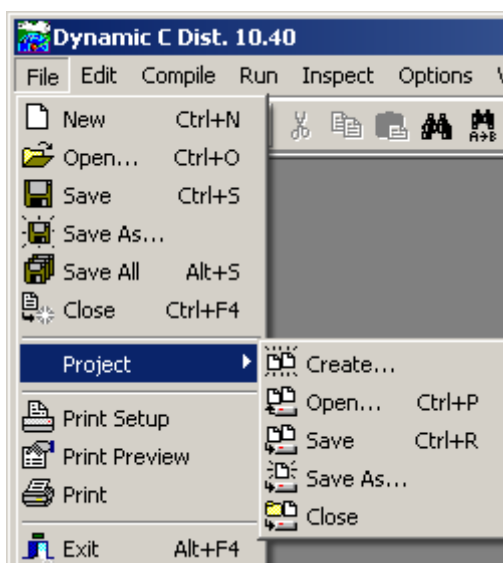 Dynamic C Dist. 10.40
File Edit Compile Run Inspect Options
New Ctrl+N
Open... Ctrl+O
Save Ctrl+S
Save As...
Save All Alt+S
Close Ctrl+F4
Project
Create...
Open... Ctrl+P
Save Ctrl+R
Save As...
Close
Print Setup
Print Preview
Print
Exit Alt+F4
A→B